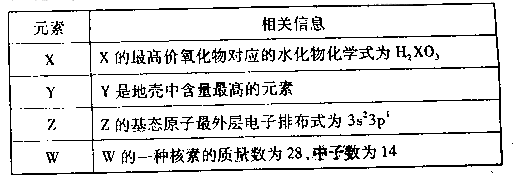 元素 相关信息
X X 的最高价氧化物对应的水化物化学式为 H₂XO₃
Y Y 是地壳中含量最高的元素
Z Z 的基态原子最外层电子排布式为 3s²3p¹
W W 的一种核素的质量数为 28,中子数为 14